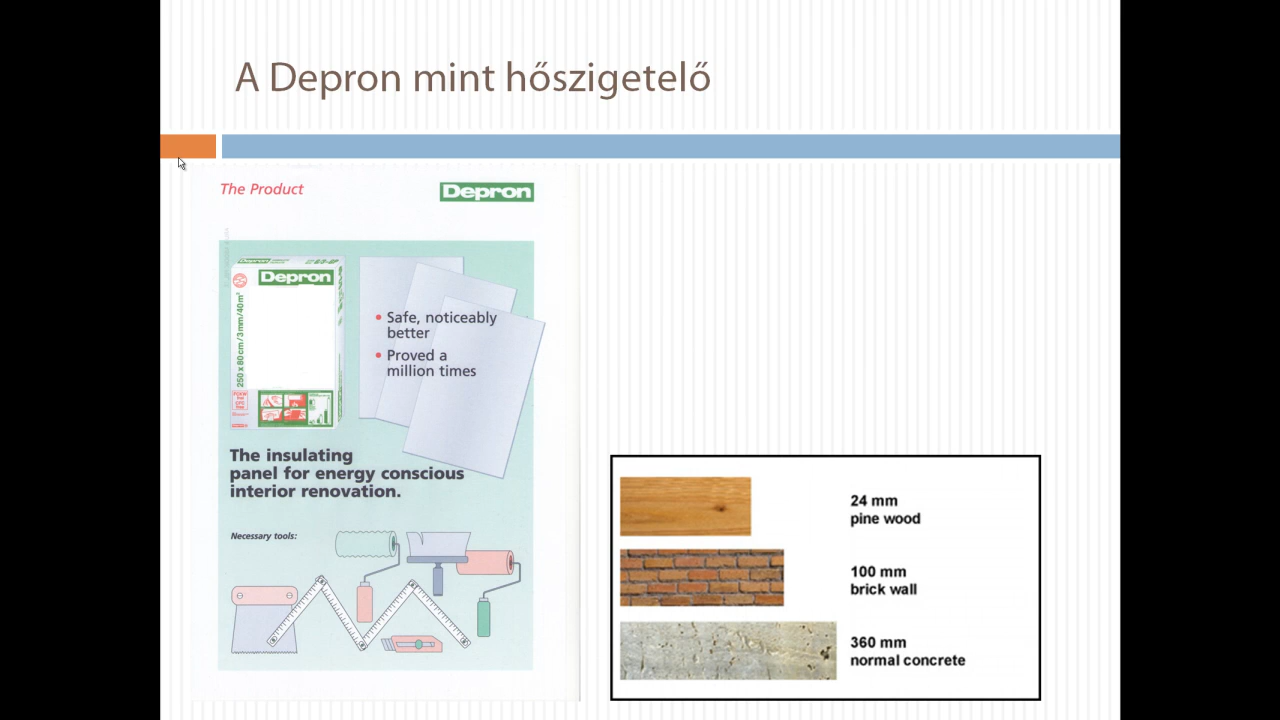 A Depron mint hőszigetelő
The Product
Depron
Depron
250 x 80 cm/3 mm/40 m²
• Safe, noticeably
better
• Proved a
million times
The insulating
panel for energy conscious
interior renovation.
Necessary tools:
24 mm
pine wood
100 mm
brick wall
360 mm
normal concrete